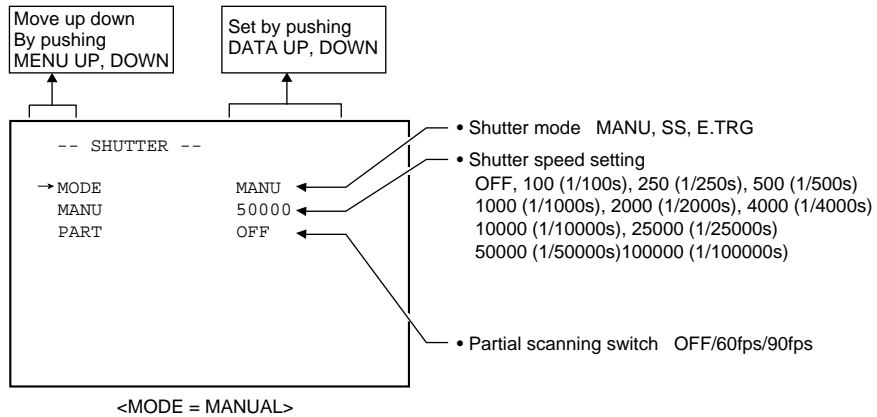 Move up down
By pushing
MENU UP, DOWN
Set by pushing
DATA UP, DOWN
-- SHUTTER --
→MODE MANU
MANU 50000
PART OFF
• Shutter mode MANU, SS, E.TRG
• Shutter speed setting
OFF, 100 (1/100s), 250 (1/250s), 500 (1/500s)
1000 (1/1000s), 2000 (1/2000s), 4000 (1/4000s)
10000 (1/10000s), 25000 (1/25000s)
50000 (1/50000s)100000 (1/100000s)
• Partial scanning switch OFF/60fps/90fps
<MODE = MANUAL>